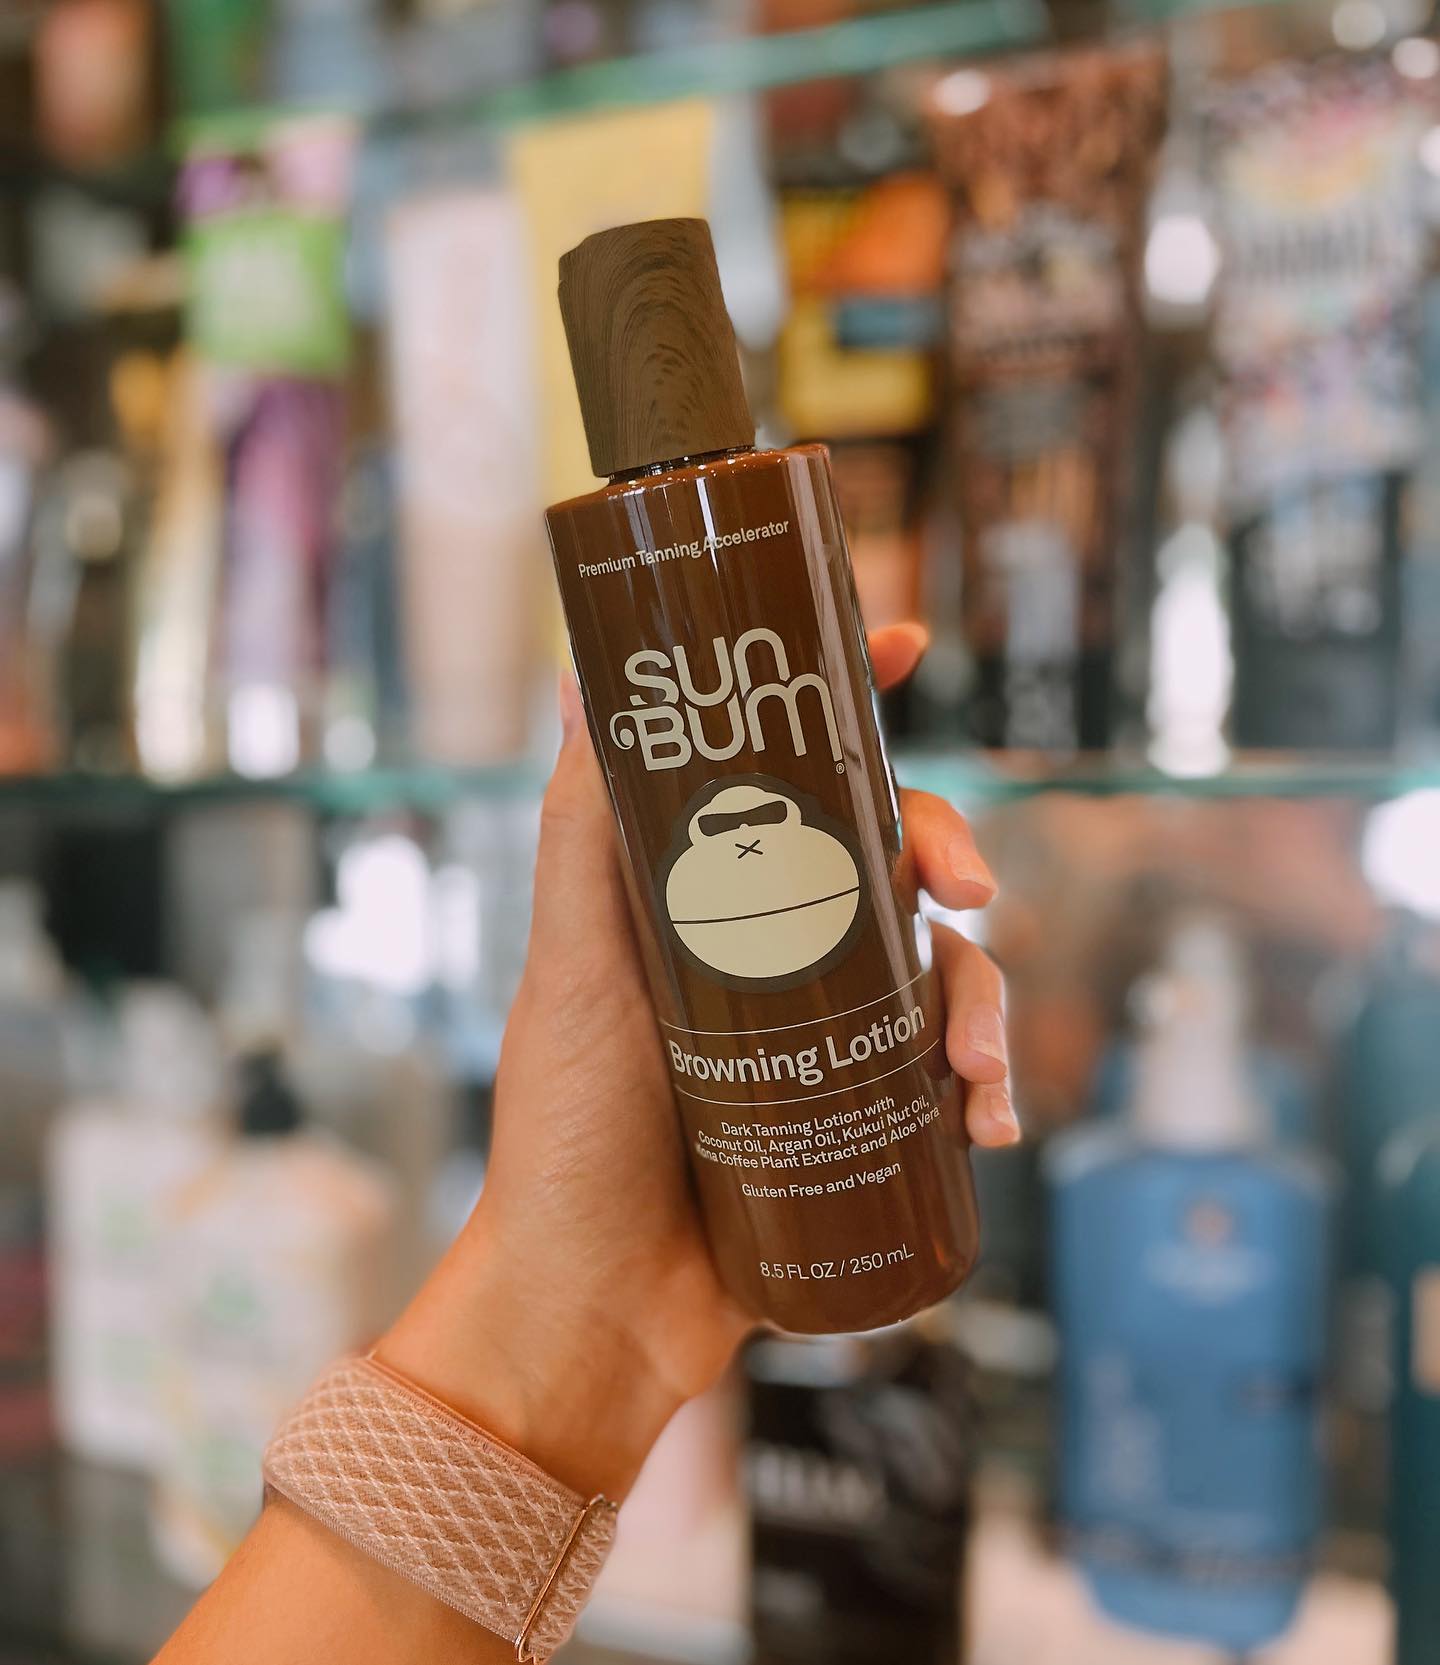 Premium Tanning Accelerator
sun
BUM®
Browning Lotion
Dark Tanning Lotion with
Coconut Oil, Argan Oil, Kukui Nut Oil,
Kona Coffee Plant Extract and Aloe Vera
Gluten Free and Vegan
8.5 FL OZ / 250 mL